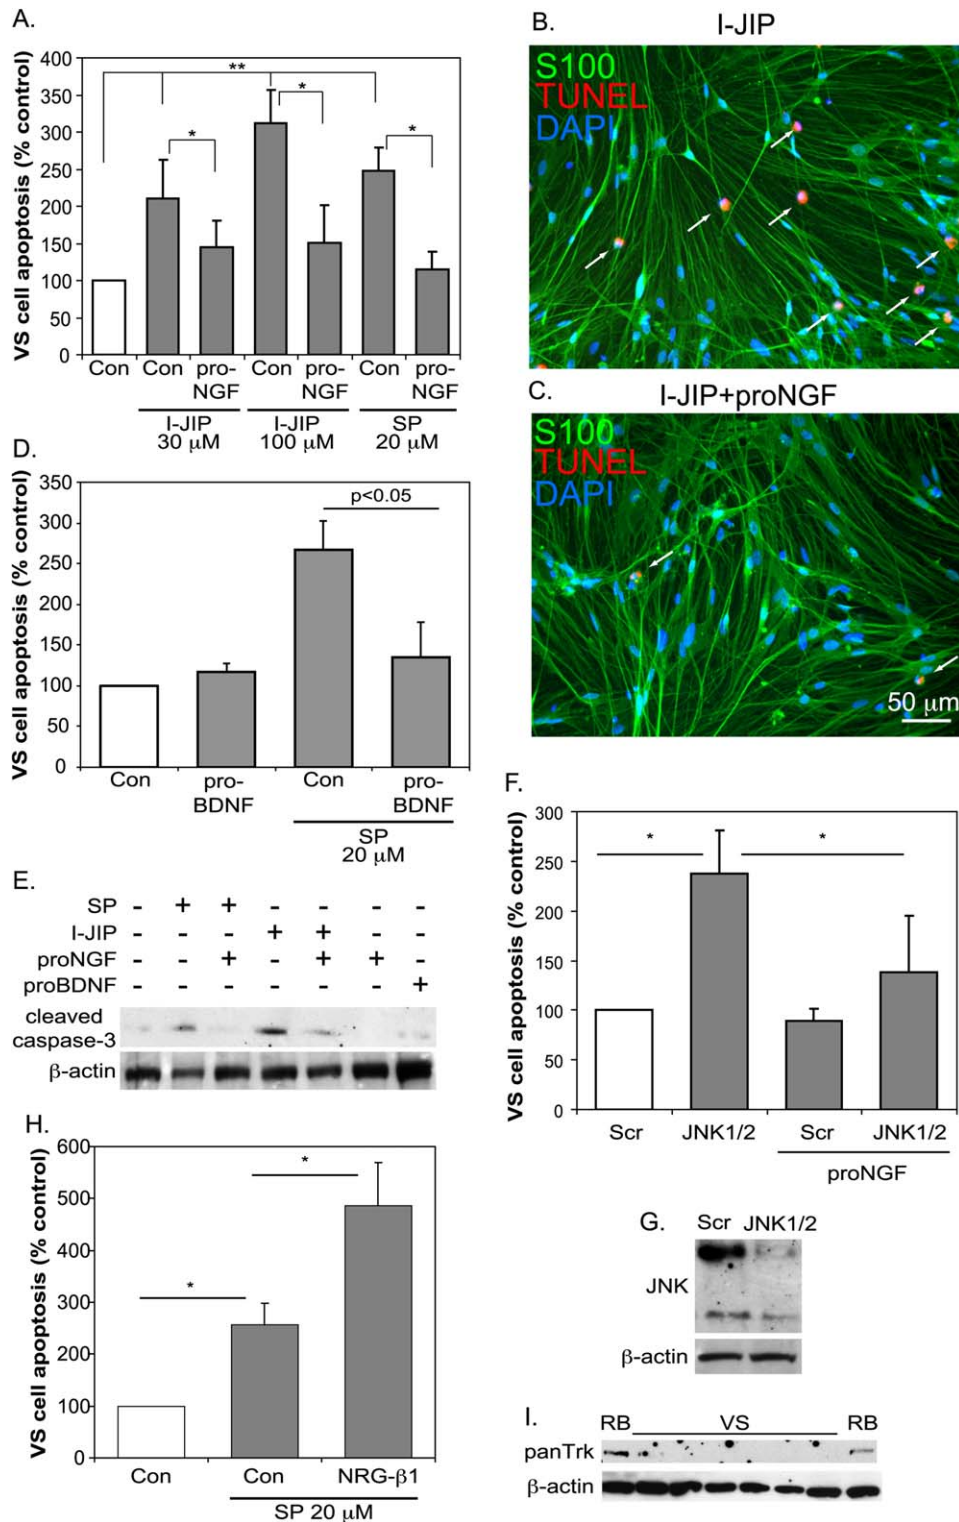 A.
VS cell apoptosis (% control)
400
350
300
250
200
150
100
50
0
**
*
*
*
Con Con pro- Con pro- Con pro-
NGF NGF NGF
I-JIP I-JIP SP
30 μM 100 μM 20 μM
B. I-JIP
S100
TUNEL
DAPI
C. I-JIP+proNGF
S100
TUNEL
DAPI
50 μm
D.
VS cell apoptosis (% control)
350
300
250
200
150
100
50
0
p<0.05
Con pro- Con pro-
BDNF BDNF
SP
20 μM
E.
SP - + + - - - -
I-JIP - - - + + - -
proNGF - - + - + + -
proBDNF - - - - - - +
cleaved
caspase-3
β-actin
F.
VS cell apoptosis (% control)
300
250
200
150
100
50
0
* *
Scr JNK1/2 Scr JNK1/2
proNGF
G.
Scr JNK1/2
JNK
β-actin
H.
VS cell apoptosis (% control)
600
500
400
300
200
100
0
*
*
Con Con NRG-β1
SP 20 μM
I.
RB VS RB
panTrk
β-actin